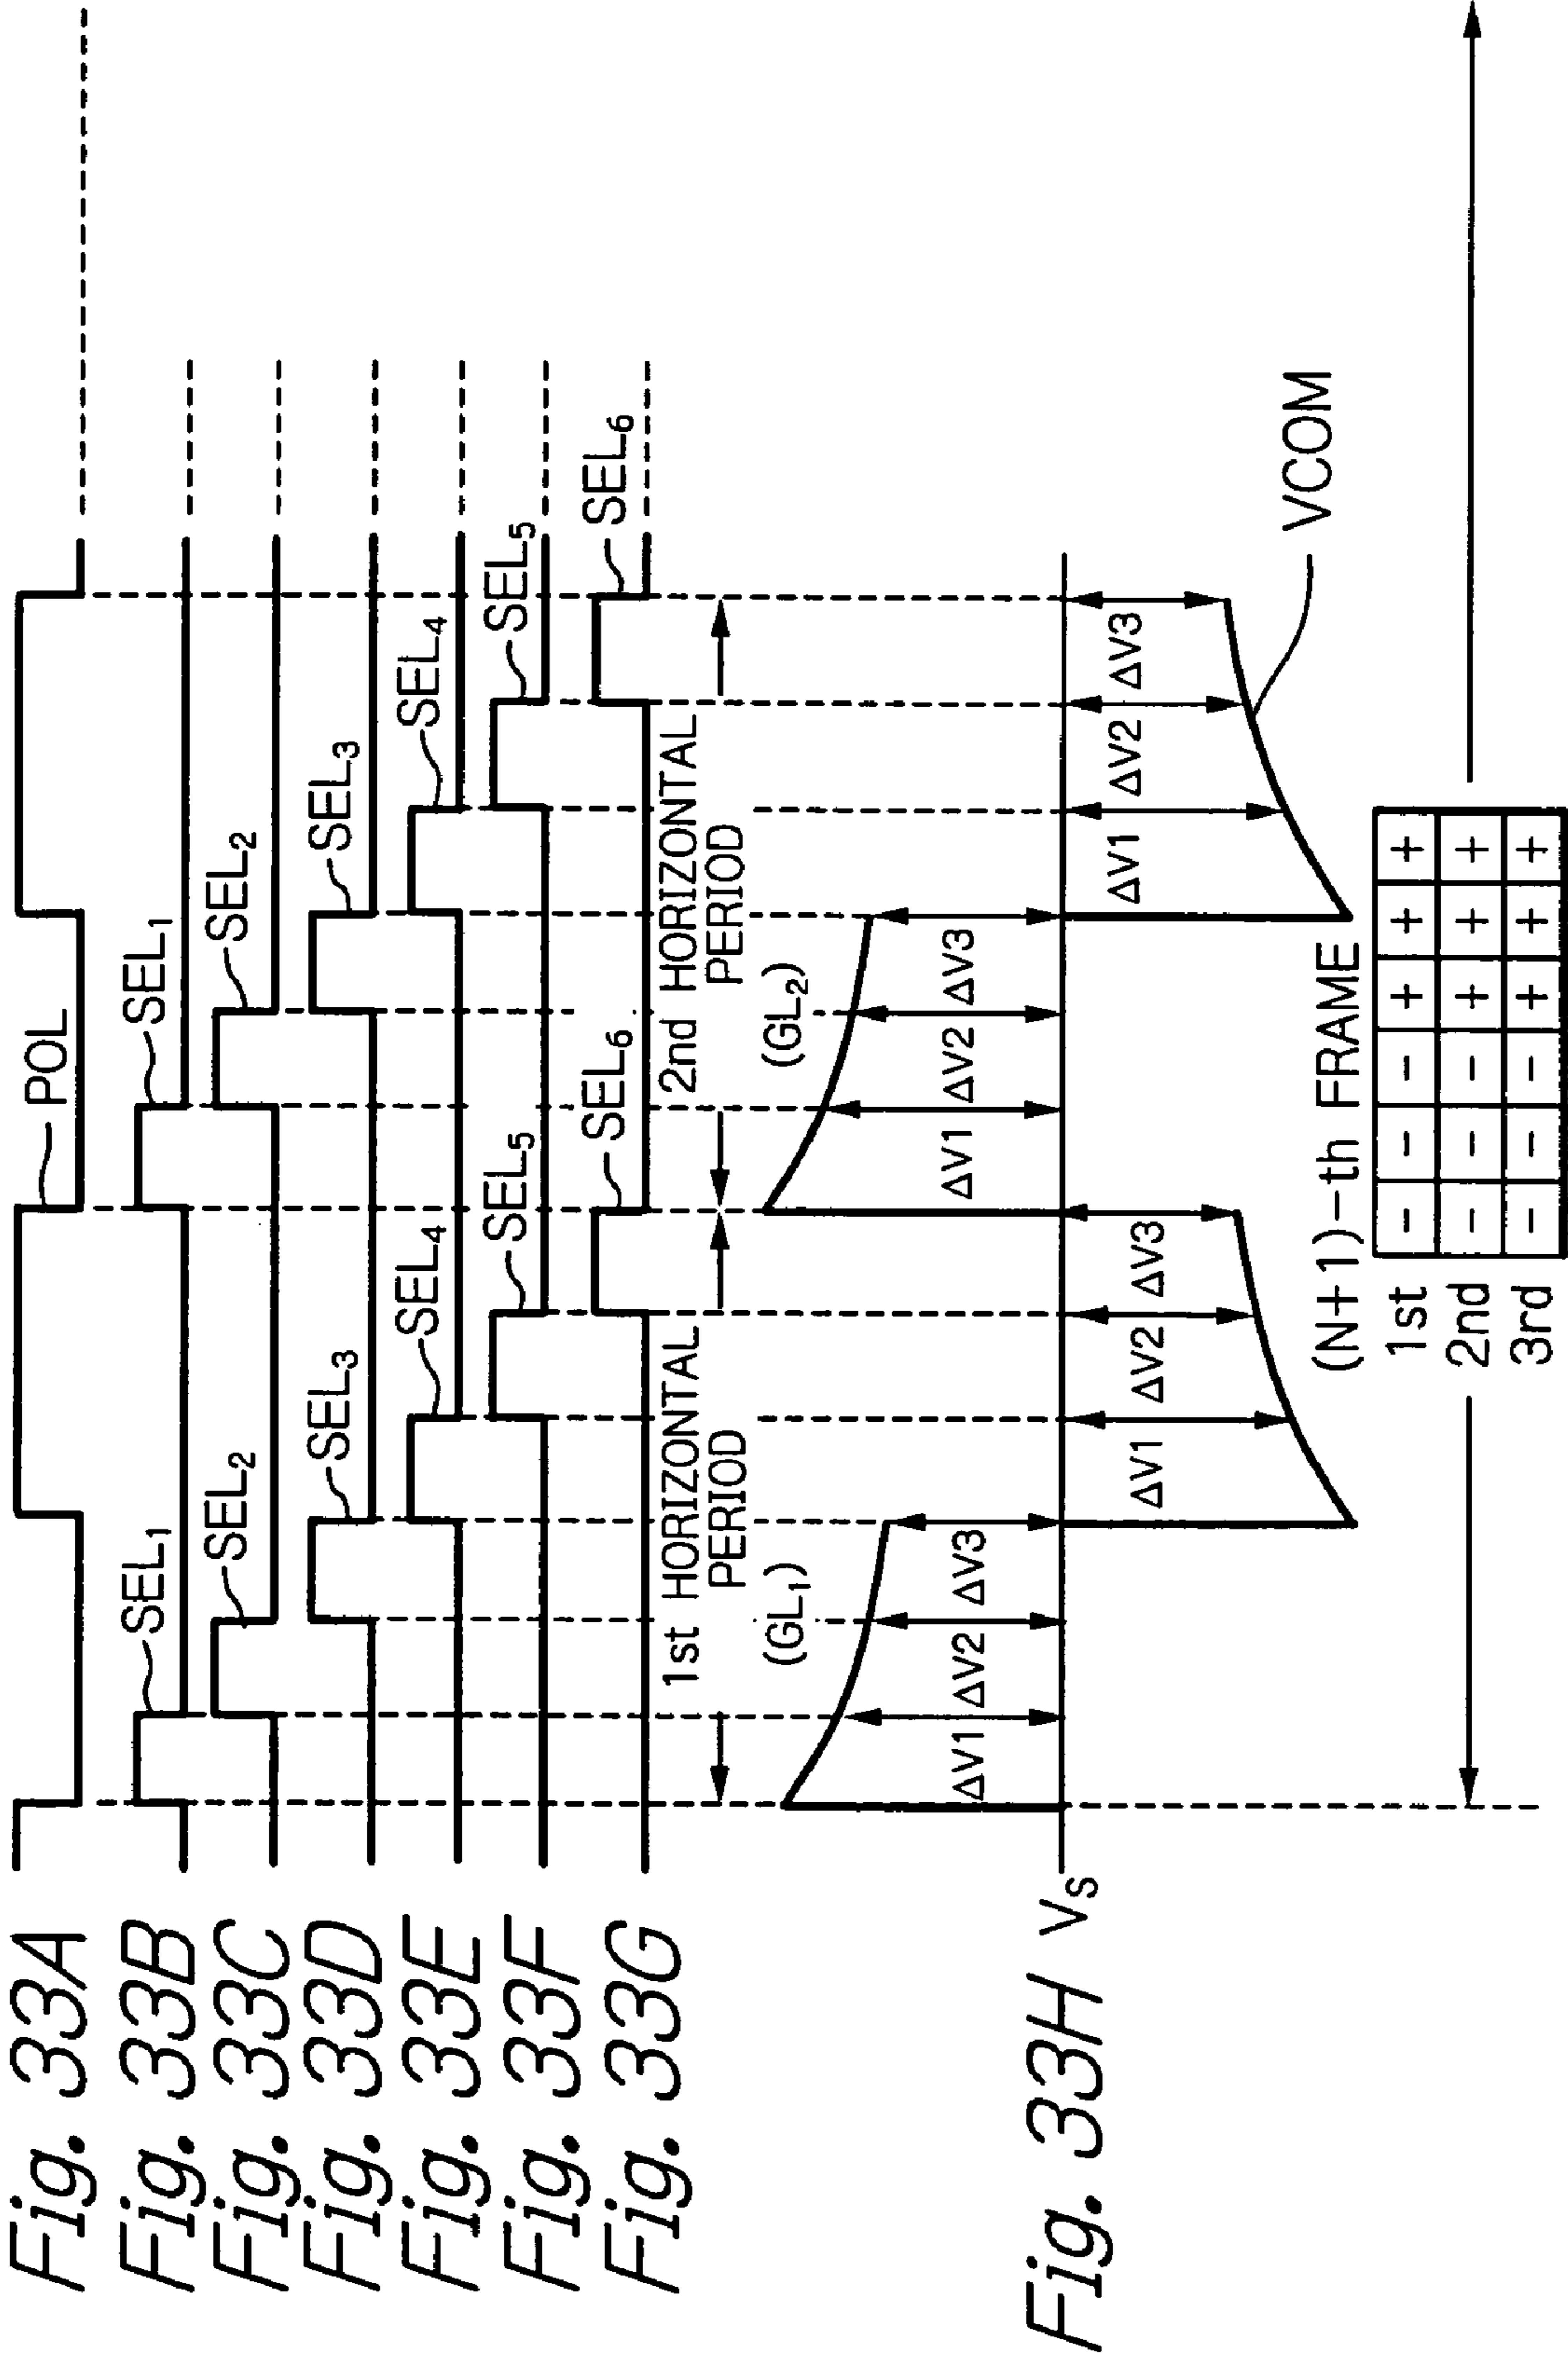 Fig. 33A
POL
Fig. 33B
SEL1 SEL1
Fig. 33C
SEL2 SEL2
Fig. 33D
SEL3 SEL3
Fig. 33E
SEL4 SEL4
Fig. 33F
SEL5 SEL5
Fig. 33G
SEL6 SEL6
1st HORIZONTAL PERIOD
2nd HORIZONTAL PERIOD
(GL1) (GL2)
ΔV1 ΔV2 ΔV3 ΔV1 ΔV2 ΔV3
Fig. 33H VS
ΔV1 ΔV2 ΔV3 ΔV1 ΔV2 ΔV3
VCOM
(N+1)-th FRAME
1st - - - + + +
2nd - - - + + +
3rd - - - + + +